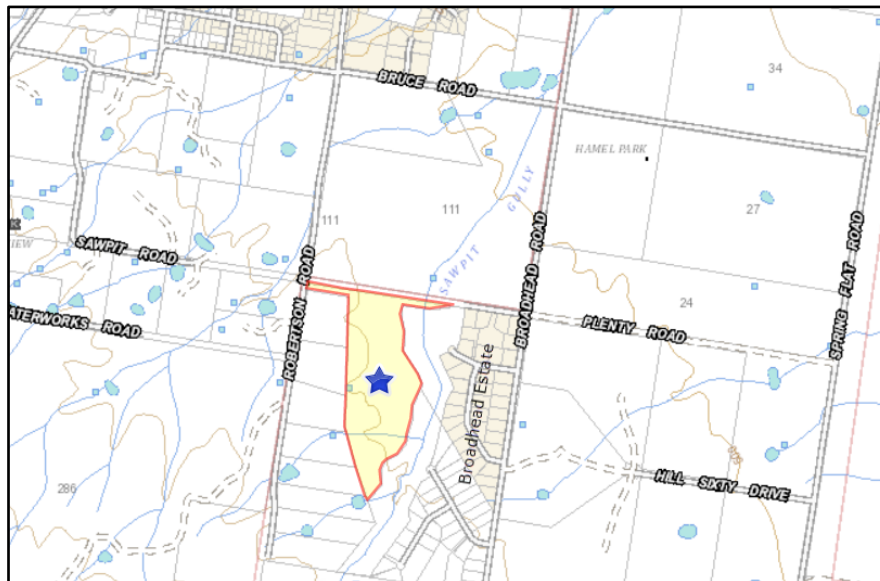 BRUCE ROAD
34
HAMEL PARK
111
111
SAWPIT GULLY
27
SAWPIT ROAD
ROBERTSON ROAD
BROADHEAD ROAD
SPRING FLAT ROAD
24
PLENTY ROAD
ATERWORKS ROAD
Broadhead Estate
286
HILL SIXTY DRIVE